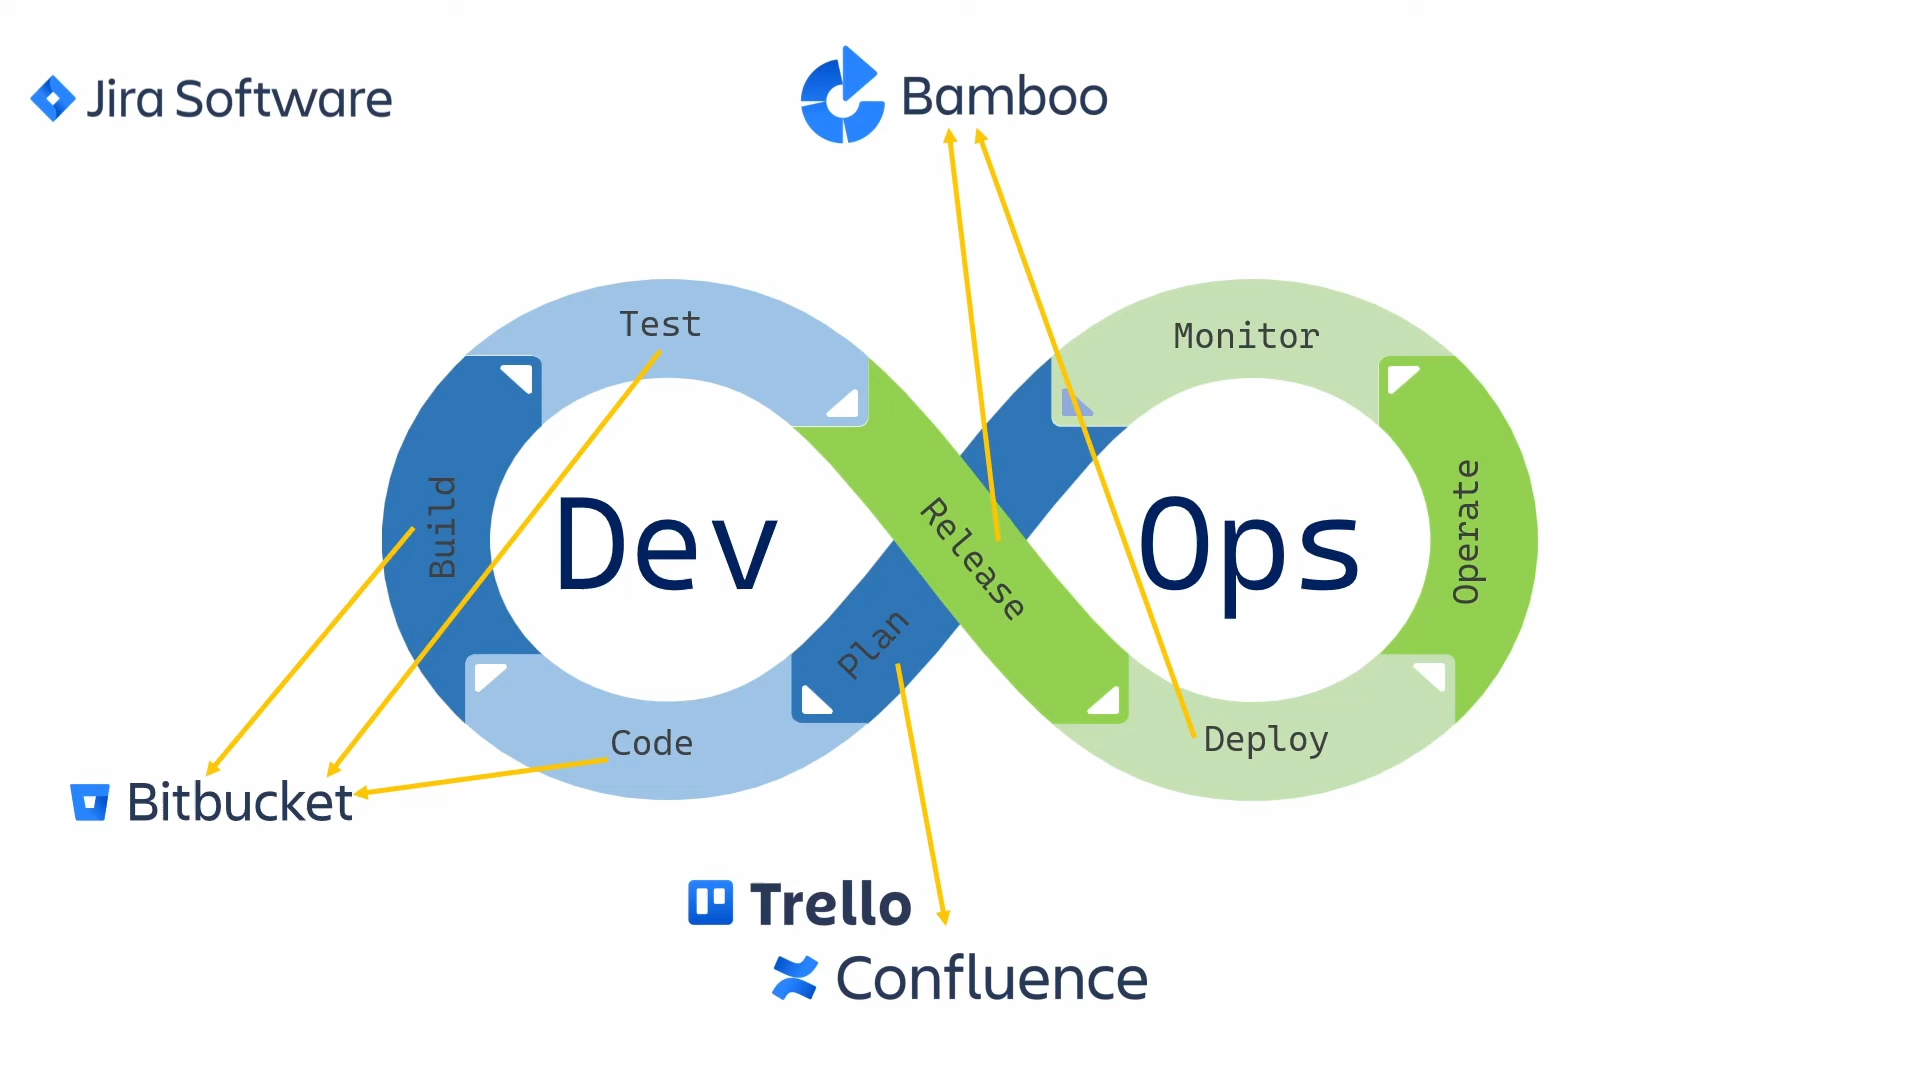 Jira Software
Bamboo
Test
Monitor
Build
Dev
Release
Ops
Operate
Plan
Code
Deploy
Bitbucket
Trello
Confluence